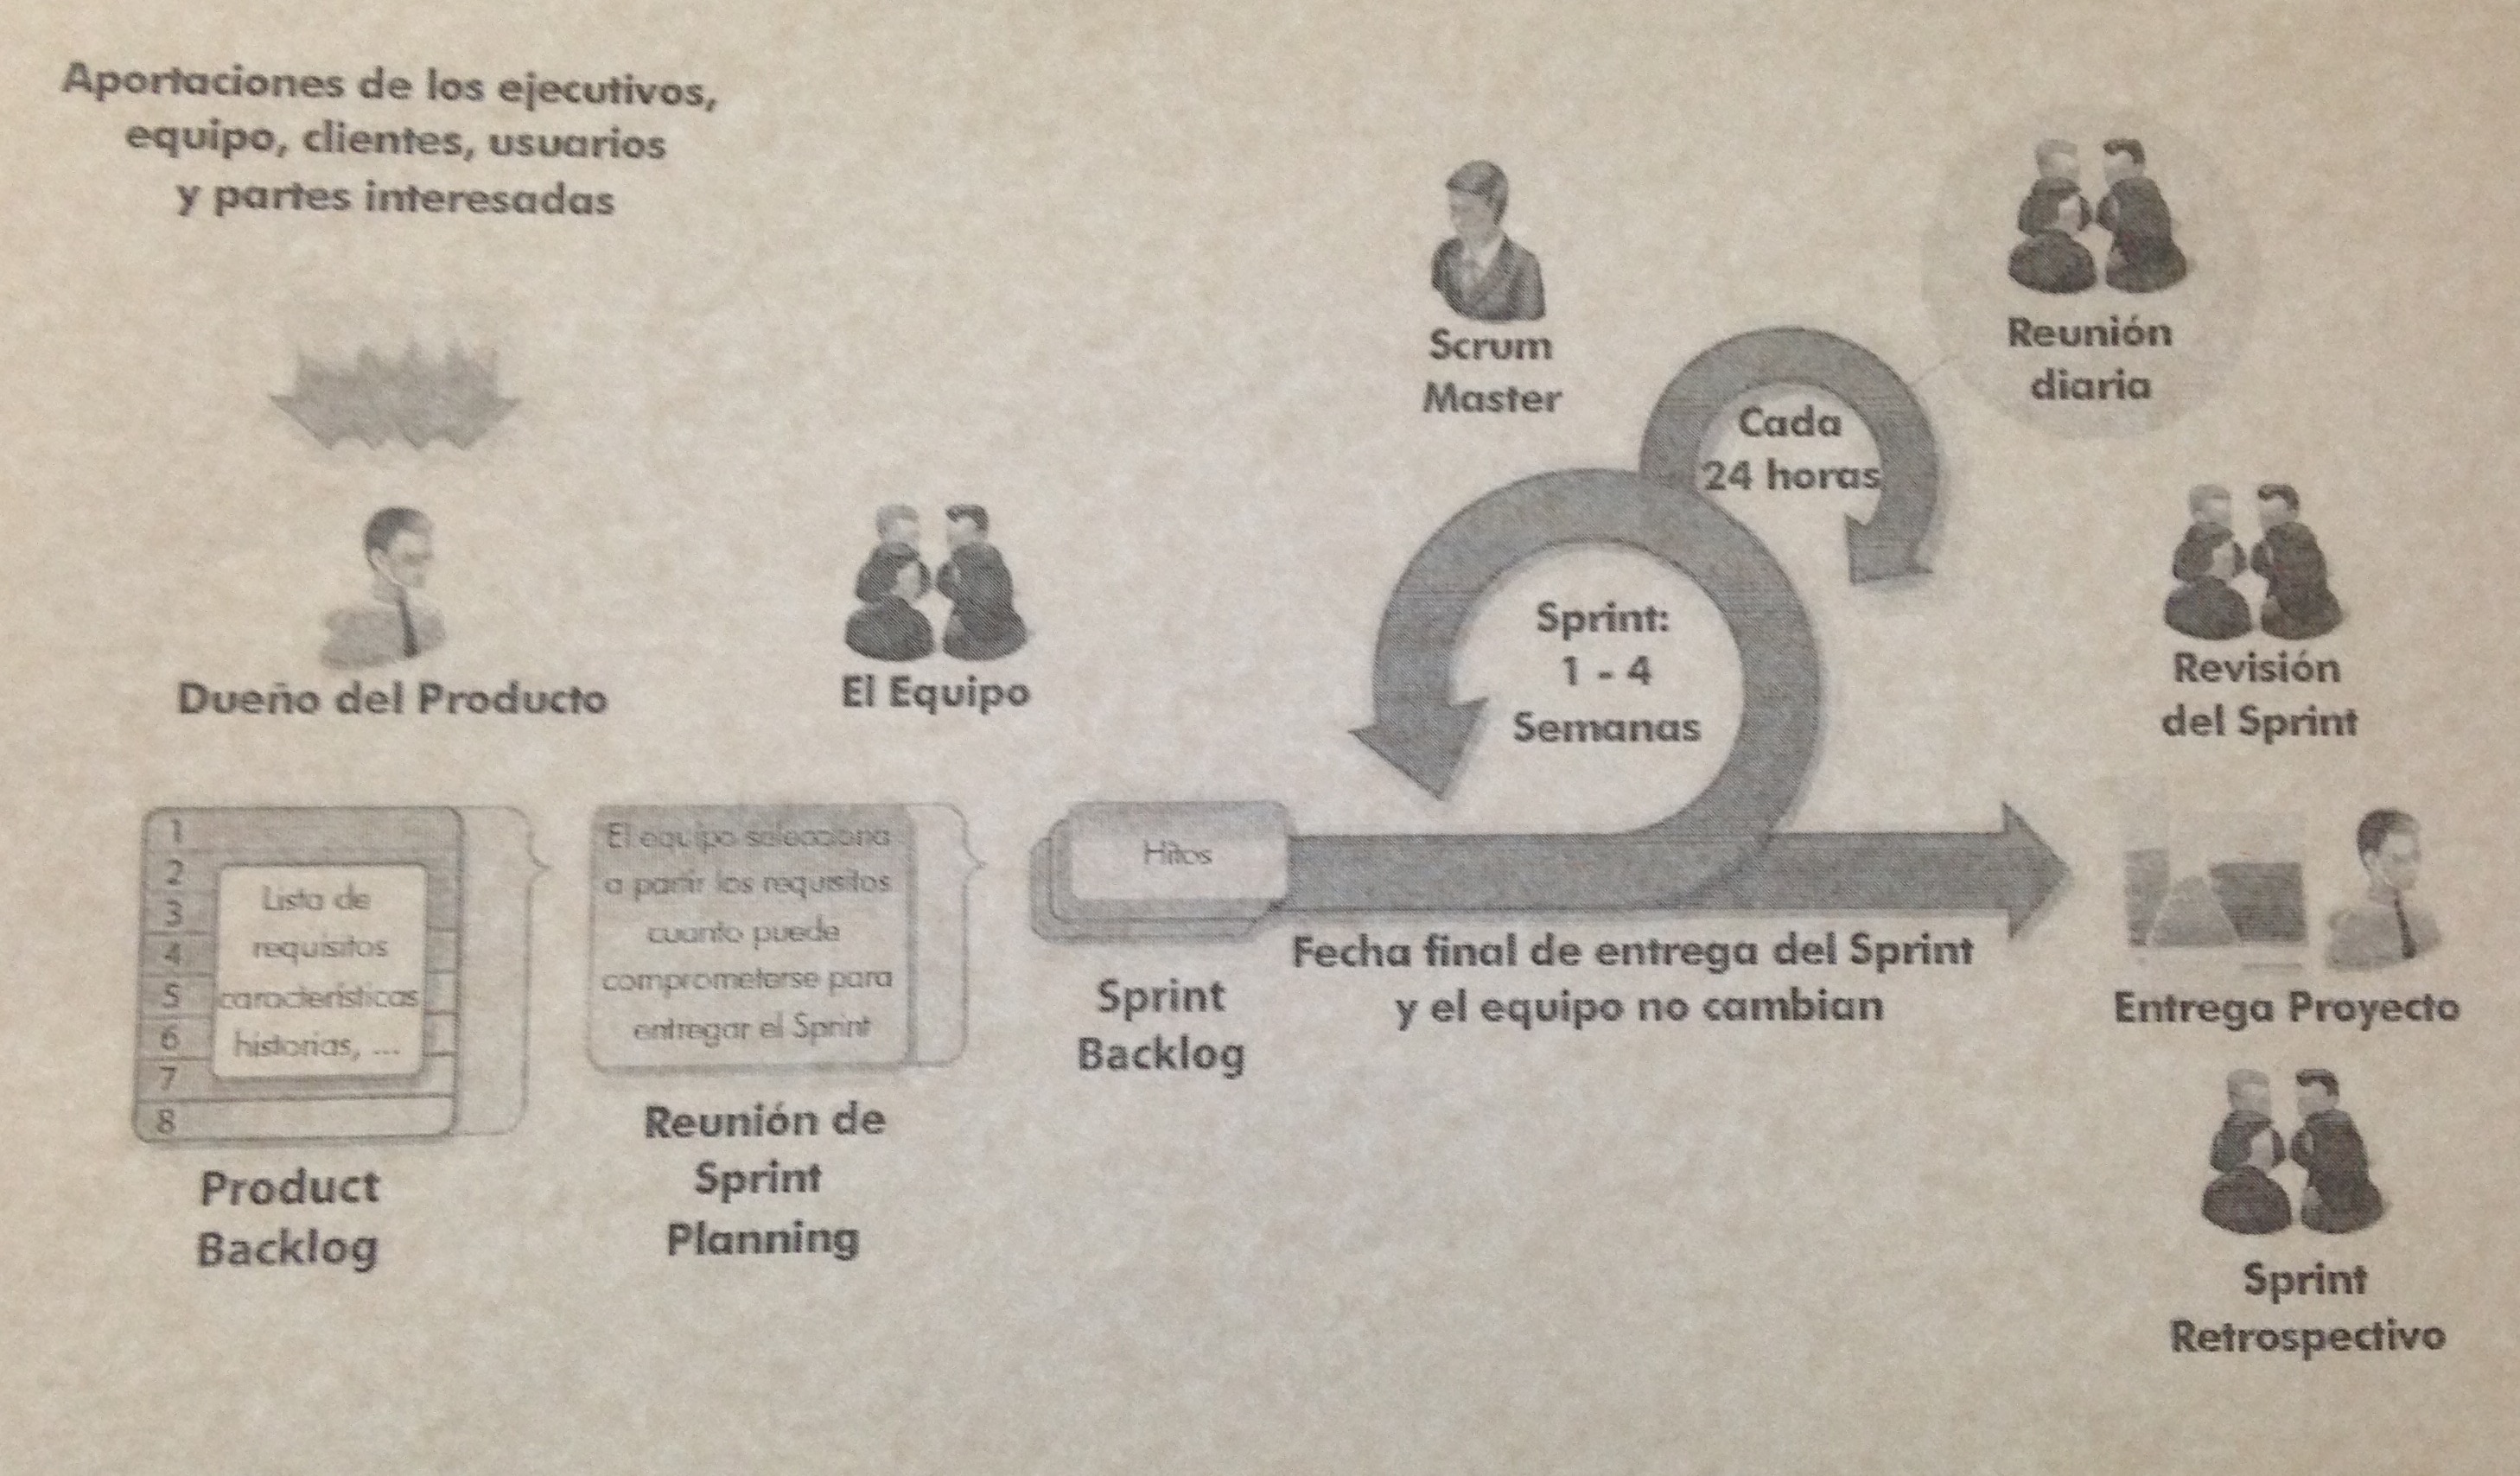 Aportaciones de los ejecutivos,
equipo, clientes, usuarios
y partes interesadas
Dueño del Producto
El Equipo
Scrum
Master
Cada
24 horas
Reunión
diaria
Sprint:
1 - 4
Semanas
Revisión
del Sprint
1
2
3
4
5
6
7
8
Lista de
requisitos
características
historias, ...
Product
Backlog
El equipo selecciona
a partir los requisitos
cuanto puede
comprometerse para
entregar el Sprint
Reunión de
Sprint
Planning
Hitos
Sprint
Backlog
Fecha final de entrega del Sprint
y el equipo no cambian
Entrega Proyecto
Sprint
Retrospectivo